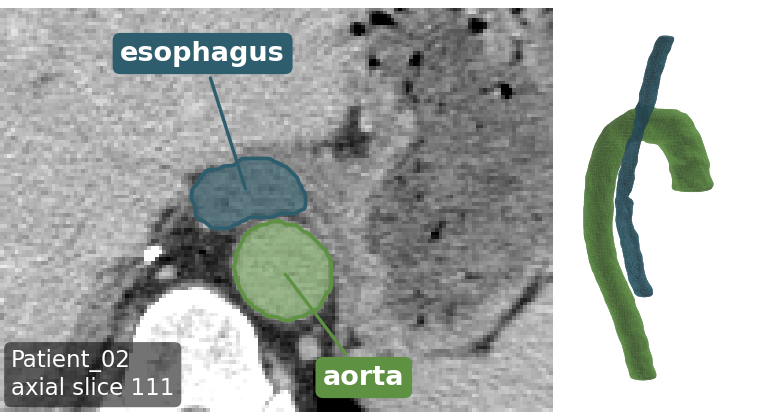 esophagus
aorta
Patient_02
axial slice 111